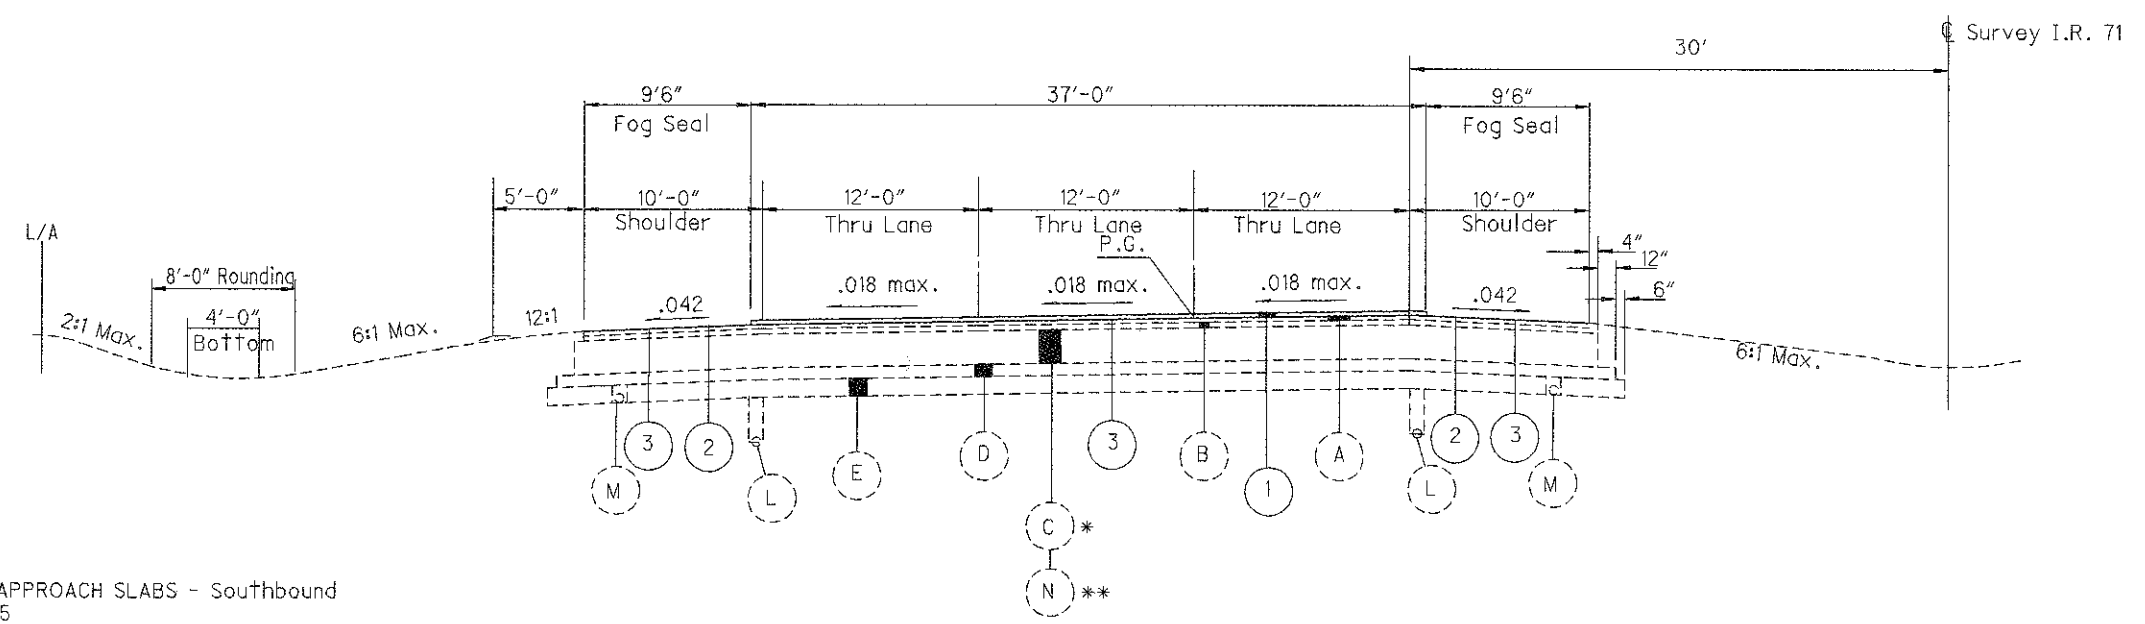 ℄ Survey I.R. 71
30'
9'6" 37'-0" 9'6"
Fog Seal Fog Seal
5'-0" 10'-0" 12'-0" 12'-0" 12'-0" 10'-0"
Shoulder Thru Lane Thru Lane Thru Lane Shoulder
L/A
P.G.
4"
12"
6"
8'-0" Rounding
.018 max. .018 max. .018 max.
.042 .042
4'-0"
Bottom
2:1 Max. 6:1 Max. 12:1 6:1 Max.
3 2 3 2 3
M L E D B A 1 L M
C *
N **
APPROACH SLABS - Southbound
5